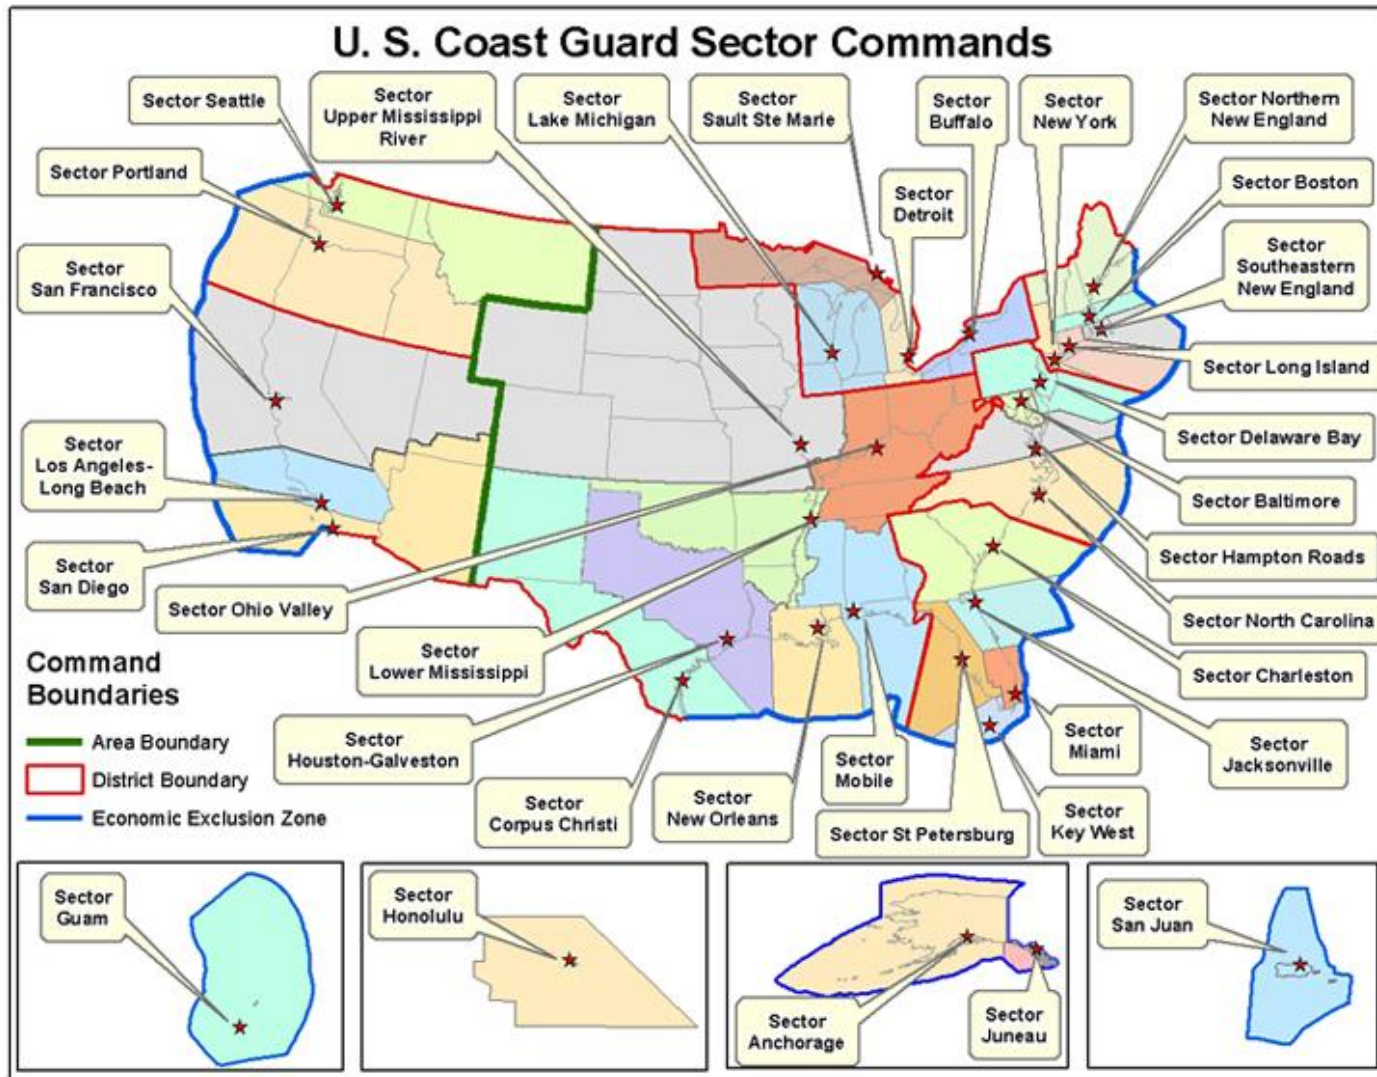 U. S. Coast Guard Sector Commands
Sector Seattle
Sector
Upper Mississippi
River
Sector
Lake Michigan
Sector
Sault Ste Marie
Sector
Buffalo
Sector
New York
Sector Northern
New England
Sector Portland
Sector
Detroit
Sector Boston
Sector
San Francisco
Sector
Southeastern
New England
Sector Long Island
Sector
Los Angeles-
Long Beach
Sector Delaware Bay
Sector Baltimore
Sector
San Diego
Sector Hampton Roads
Sector Ohio Valley
Sector North Carolina
Sector
Lower Mississippi
Sector Charleston
Sector
Houston-Galveston
Sector
Corpus Christi
Sector
New Orleans
Sector
Mobile
Sector St Petersburg
Sector
Miami
Sector
Key West
Sector
Jacksonville
Command
Boundaries
Area Boundary
District Boundary
Economic Exclusion Zone
Sector
Guam
Sector
Honolulu
Sector
Anchorage
Sector
Juneau
Sector
San Juan